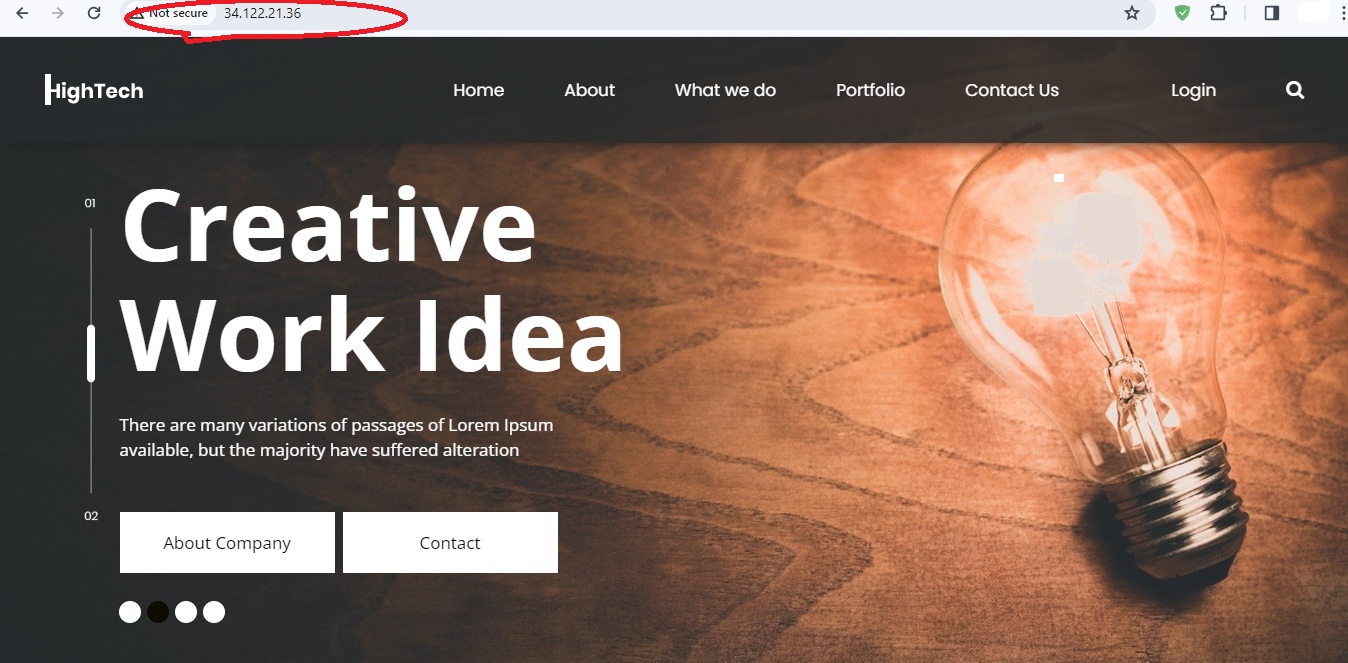 Not secure 34.122.21.36
HighTech Home About What we do Portfolio Contact Us Login
01
Creative
Work Idea
There are many variations of passages of Lorem Ipsum
available, but the majority have suffered alteration
02
About Company Contact